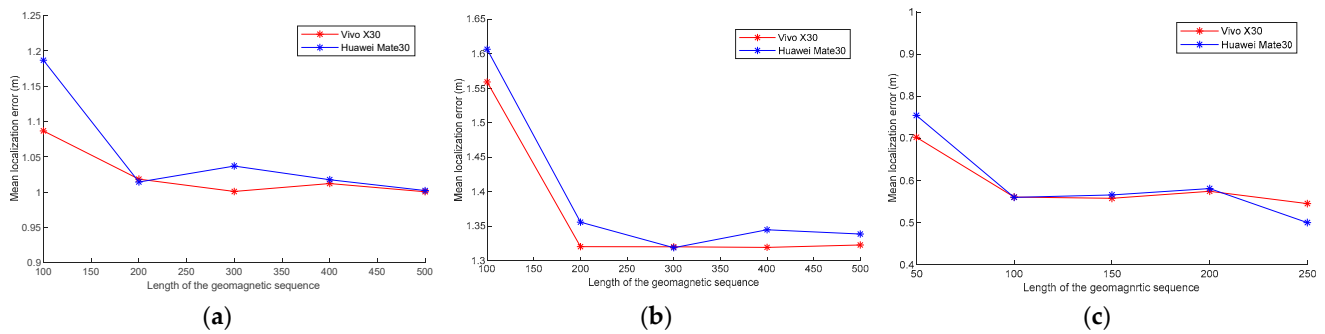 1.25
1.2
1.15
1.1
1.05
1
0.95
0.9
Mean localization error (m)
100 150 200 250 300 350 400 450 500
Length of the geomagnetic sequence
Vivo X30
Huawei Mate30
(a)
1.65
1.6
1.55
1.5
1.45
1.4
1.35
1.3
Mean localization error (m)
100 150 200 250 300 350 400 450 500
Length of the geomagnetic sequence
Vivo X30
Huawei Mate30
(b)
1
0.9
0.8
0.7
0.6
0.5
0.4
Mean localization error (m)
50 100 150 200 250
Length of the geomagnrtic sequence
Vivo X30
Huawei Mate30
(c)